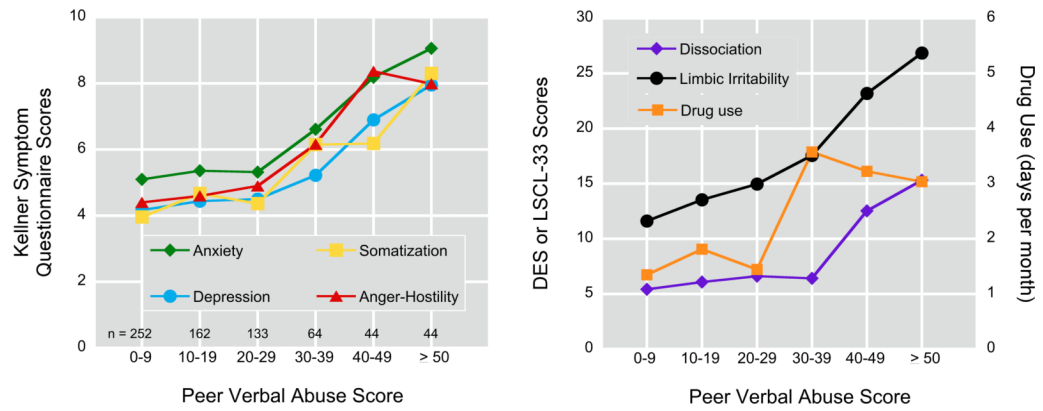 10
8
6
4
2
0
Kellner Symptom
Questionnaire Scores
Anxiety
Somatization
Depression
Anger-Hostility
n = 252 162 133 64 44 44
0-9 10-19 20-29 30-39 40-49 > 50
Peer Verbal Abuse Score
30
25
20
15
10
5
0
DES or LSCL-33 Scores
Dissociation
Limbic Irritability
Drug use
6
5
4
3
2
1
0
Drug Use (days per month)
0-9 10-19 20-29 30-39 40-49 ≥ 50
Peer Verbal Abuse Score